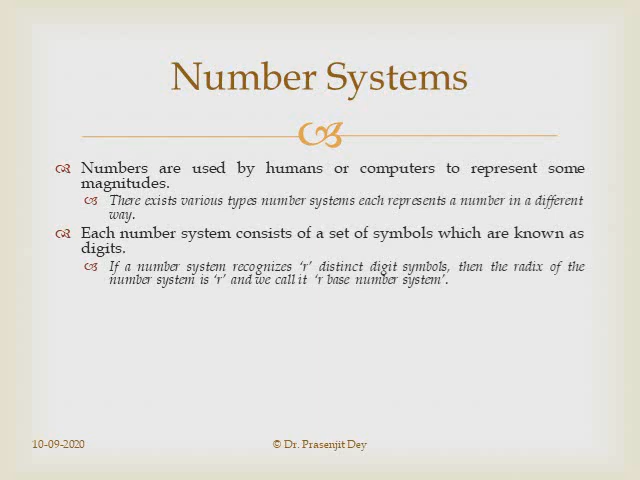 Number Systems
Numbers are used by humans or computers to represent some
magnitudes.
There exists various types number systems each represents a number in a different
way.
Each number system consists of a set of symbols which are known as
digits.
If a number system recognizes ‘r’ distinct digit symbols, then the radix of the
number system is ‘r’ and we call it ‘r base number system’.
10-09-2020
© Dr. Prasenjit Dey